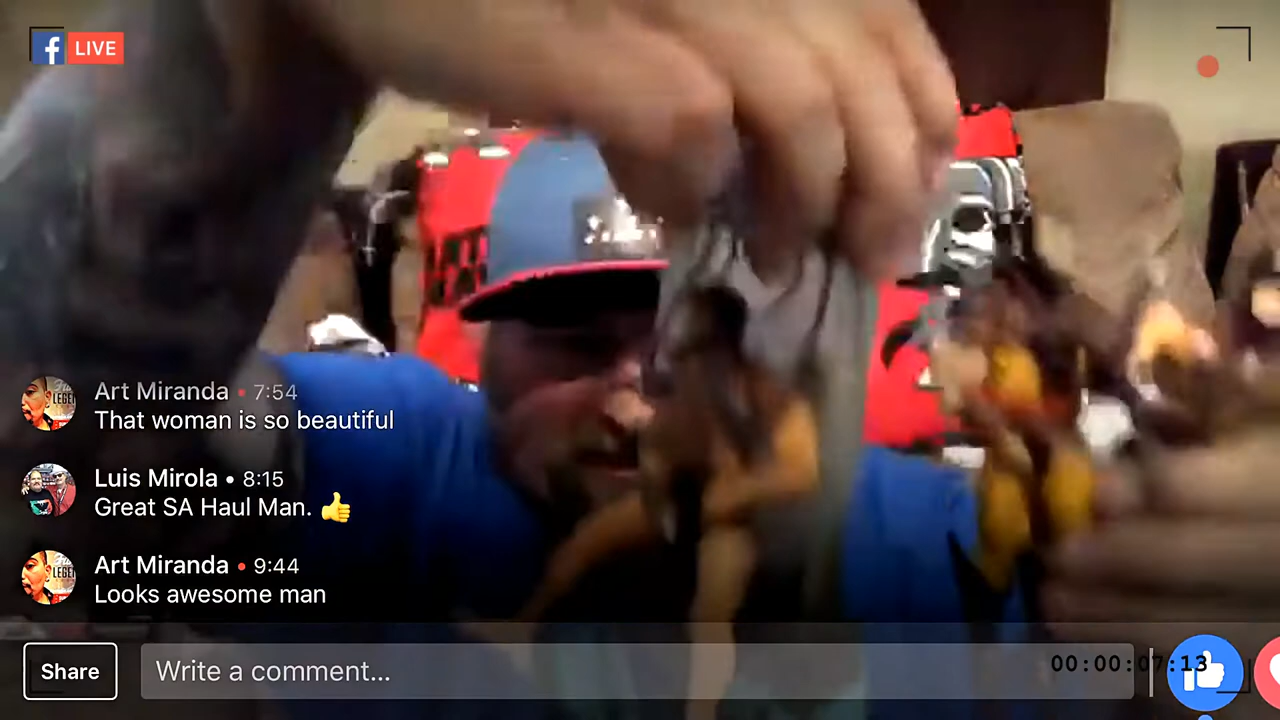 f LIVE
Art Miranda • 7:54
That woman is so beautiful
Luis Mirola • 8:15
Great SA Haul Man. 👍
LEGE
Art Miranda • 9:44
Looks awesome man
Share
Write a comment...
00:00:07:13